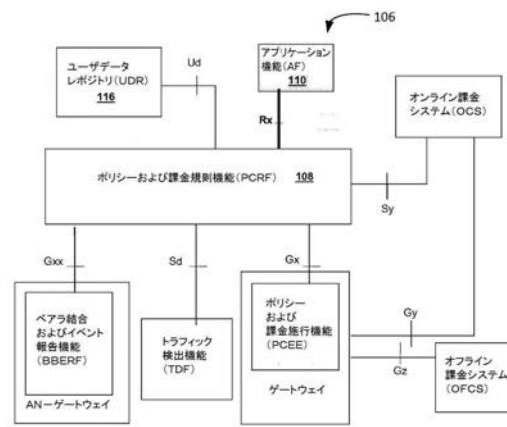 106
ユーザデータ
レポジトリ(UDR)
116
Ud
アプリケーション
機能(AF)
110
Rx
オンライン課金
システム(OCS)
ポリシーおよび課金規則機能(PCRF) 108
Sy
Gxx
Sd
Gx
ベアラ結合
およびイベント
報告機能
(BBERF)
AN-ゲートウェイ
トラフィック
検出機能
(TDF)
ポリシー
および
課金施行機能
(PCEE)
ゲートウェイ
Gy
Gz
オフライン
課金システム
(OFCS)